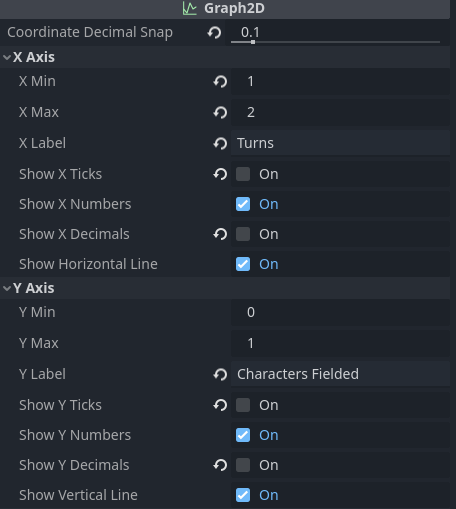 Graph2D
Coordinate Decimal Snap 0.1
X Axis
X Min 1
X Max 2
X Label Turns
Show X Ticks On
Show X Numbers On
Show X Decimals On
Show Horizontal Line On
Y Axis
Y Min 0
Y Max 1
Y Label Characters Fielded
Show Y Ticks On
Show Y Numbers On
Show Y Decimals On
Show Vertical Line On